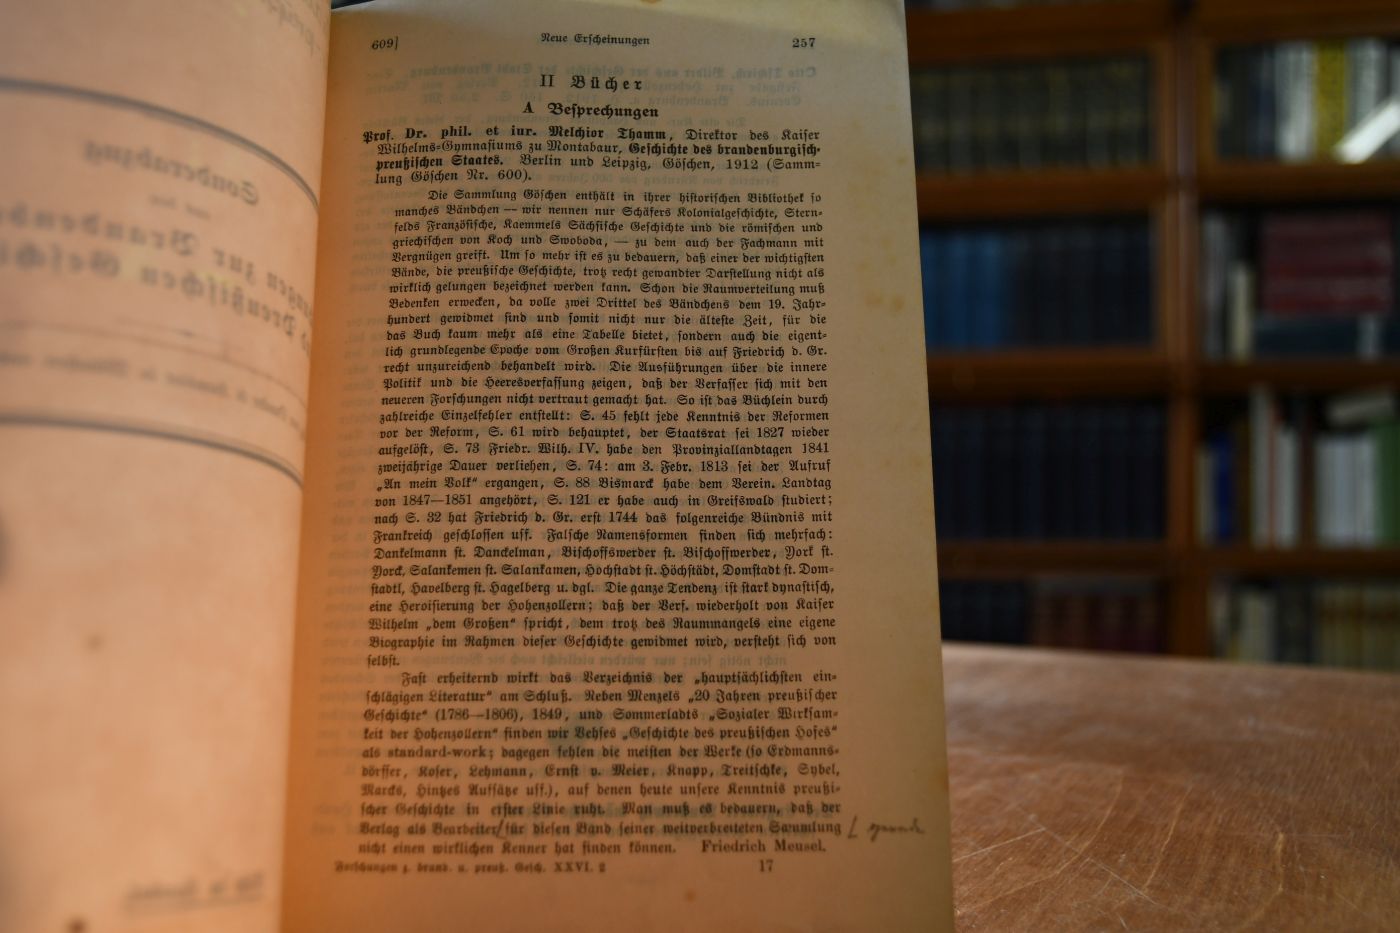 609]
Neue Erſcheinungen
257
II Bücher
A Beſprechungen
Prof. Dr. phil. et iur. Melchior Thamm, Direktor des Kaiſer
Wilhelms-Gymnaſiums zu Montabaur, Geſchichte des brandenburgiſch-
preußiſchen Staates. Berlin und Leipzig, Göſchen, 1912 (Samm-
lung Göſchen Nr. 600).
Die Sammlung Göſchen enthält in ihrer hiſtoriſchen Bibliothek ſo
manches Bändchen — wir nennen nur Schäfers Kolonialgeſchichte, Stern-
felds Franzöſiſche, Kaemmels Sächſiſche Geſchichte und die römiſchen und
griechiſchen von Koch und Swoboda, — zu dem auch der Fachmann mit
Vergnügen greift. Um ſo mehr iſt es zu bedauern, daß einer der wichtigſten
Bände, die preußiſche Geſchichte, trotz recht gewandter Darſtellung nicht als
wirklich gelungen bezeichnet werden kann. Schon die Raumverteilung muß
Bedenken erwecken, da volle zwei Drittel des Bändchens dem 19. Jahr-
hundert gewidmet ſind und ſomit nicht nur die älteſte Zeit, für die
das Buch kaum mehr als eine Tabelle bietet, ſondern auch die eigent-
lich grundlegende Epoche vom Großen Kurfürſten bis auf Friedrich d. Gr.
recht unzureichend behandelt wird. Die Ausführungen über die innere
Politik und die Heeresverfaſſung zeigen, daß der Verfaſſer ſich mit den
neueren Forſchungen nicht vertraut gemacht hat. So iſt das Büchlein durch
zahlreiche Einzelfehler entſtellt: S. 45 fehlt jede Kenntnis der Reformen
vor der Reform, S. 61 wird behauptet, der Staatsrat ſei 1827 wieder
aufgelöſt, S. 73 Friedr. Wilh. IV. habe den Provinziallandtagen 1841
zweijährige Dauer verliehen, S. 74: am 3. Febr. 1813 ſei der Aufruf
„An mein Volk“ ergangen, S. 88 Bismarck habe dem Verein. Landtag
von 1847—1851 angehört, S. 121 er habe auch in Greifswald ſtudiert;
nach S. 32 hat Friedrich d. Gr. erſt 1744 das folgenreiche Bündnis mit
Frankreich geſchloſſen uſf. Falſche Namensformen finden ſich mehrfach:
Dankelmann ſt. Danckelman, Biſchoffswerder ſt. Biſchoffwerder, York ſt.
Yorck, Salankemen ſt. Salankamen, Hochſtadt ſt. Höchſtädt, Domſtadt ſt. Dom-
ſtadtl, Havelberg ſt. Hagelberg u. dgl. Die ganze Tendenz iſt ſtark dynaſtiſch,
eine Heroiſierung der Hohenzollern; daß der Verf. wiederholt von Kaiſer
Wilhelm „dem Großen“ ſpricht, dem trotz des Raummangels eine eigene
Biographie im Rahmen dieſer Geſchichte gewidmet wird, verſteht ſich von
ſelbſt.
Faſt erheiternd wirkt das Verzeichnis der „hauptſächlichſten ein-
ſchlägigen Literatur“ am Schluß. Neben Menzels „20 Jahren preußiſcher
Geſchichte“ (1786—1806), 1849, und Sommerladts „Sozialer Wirkſam-
keit der Hohenzollern“ finden wir Vehſes „Geſchichte des preußiſchen Hofes“
als standard-work; dagegen fehlen die meiſten der Werke (ſo Erdmanns-
dörffer, Koſer, Lehmann, Ernſt v. Meier, Knapp, Treitſchke, Sybel,
Marcks, Hintzes Aufſätze uſf.), auf denen heute unſere Kenntnis preußi-
ſcher Geſchichte in erſter Linie ruht. Man muß es bedauern, daß der
Verlag als Bearbeiter für dieſen Band ſeiner weitverbreiteten Sammlung
nicht einen wirklichen Kenner hat finden können. Friedrich Meusel.
Forſchungen z. brand. u. preuß. Geſch. XXVI. 2
17